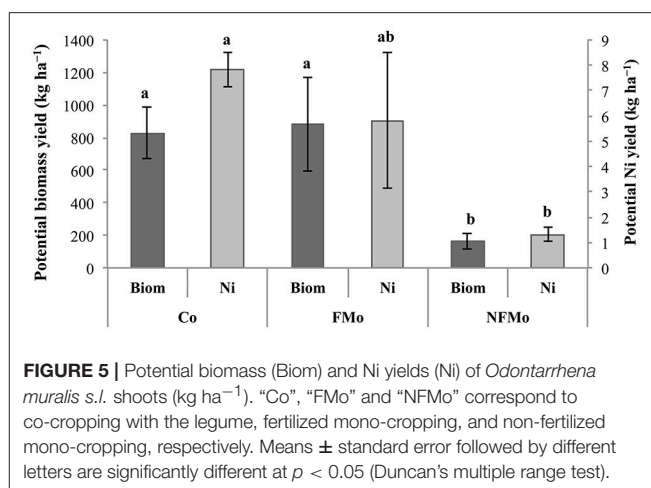 Potential biomass yield (kg ha⁻¹)
1400
1200
1000
800
600
400
200
0
a
a
a
ab
b
b
9
8
7
6
5
4
3
2
1
0
Potential Ni yield (kg ha⁻¹)
Biom Ni Biom Ni Biom Ni
Co FMo NFMo
FIGURE 5 | Potential biomass (Biom) and Ni yields (Ni) of Odontarrhena
muralis s.l. shoots (kg ha⁻¹). “Co”, “FMo” and “NFMo” correspond to
co-cropping with the legume, fertilized mono-cropping, and non-fertilized
mono-cropping, respectively. Means ± standard error followed by different
letters are significantly different at p < 0.05 (Duncan’s multiple range test).